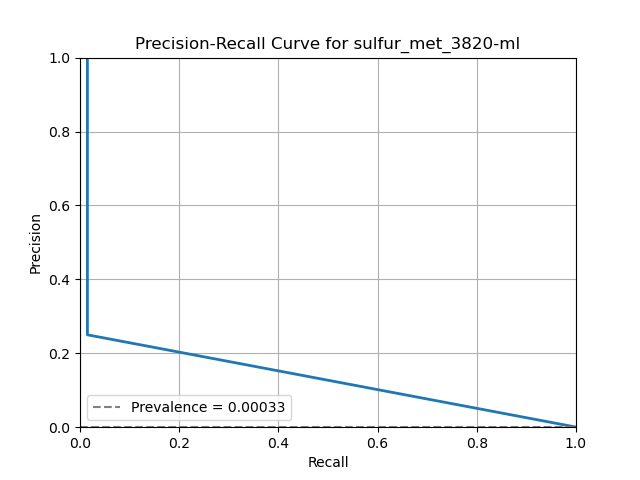 Precision-Recall Curve for sulfur_met_3820-ml
1.0
0.8
0.6
0.4
0.2
0.0
Precision
Prevalence = 0.00033
0.0 0.2 0.4 0.6 0.8 1.0
Recall